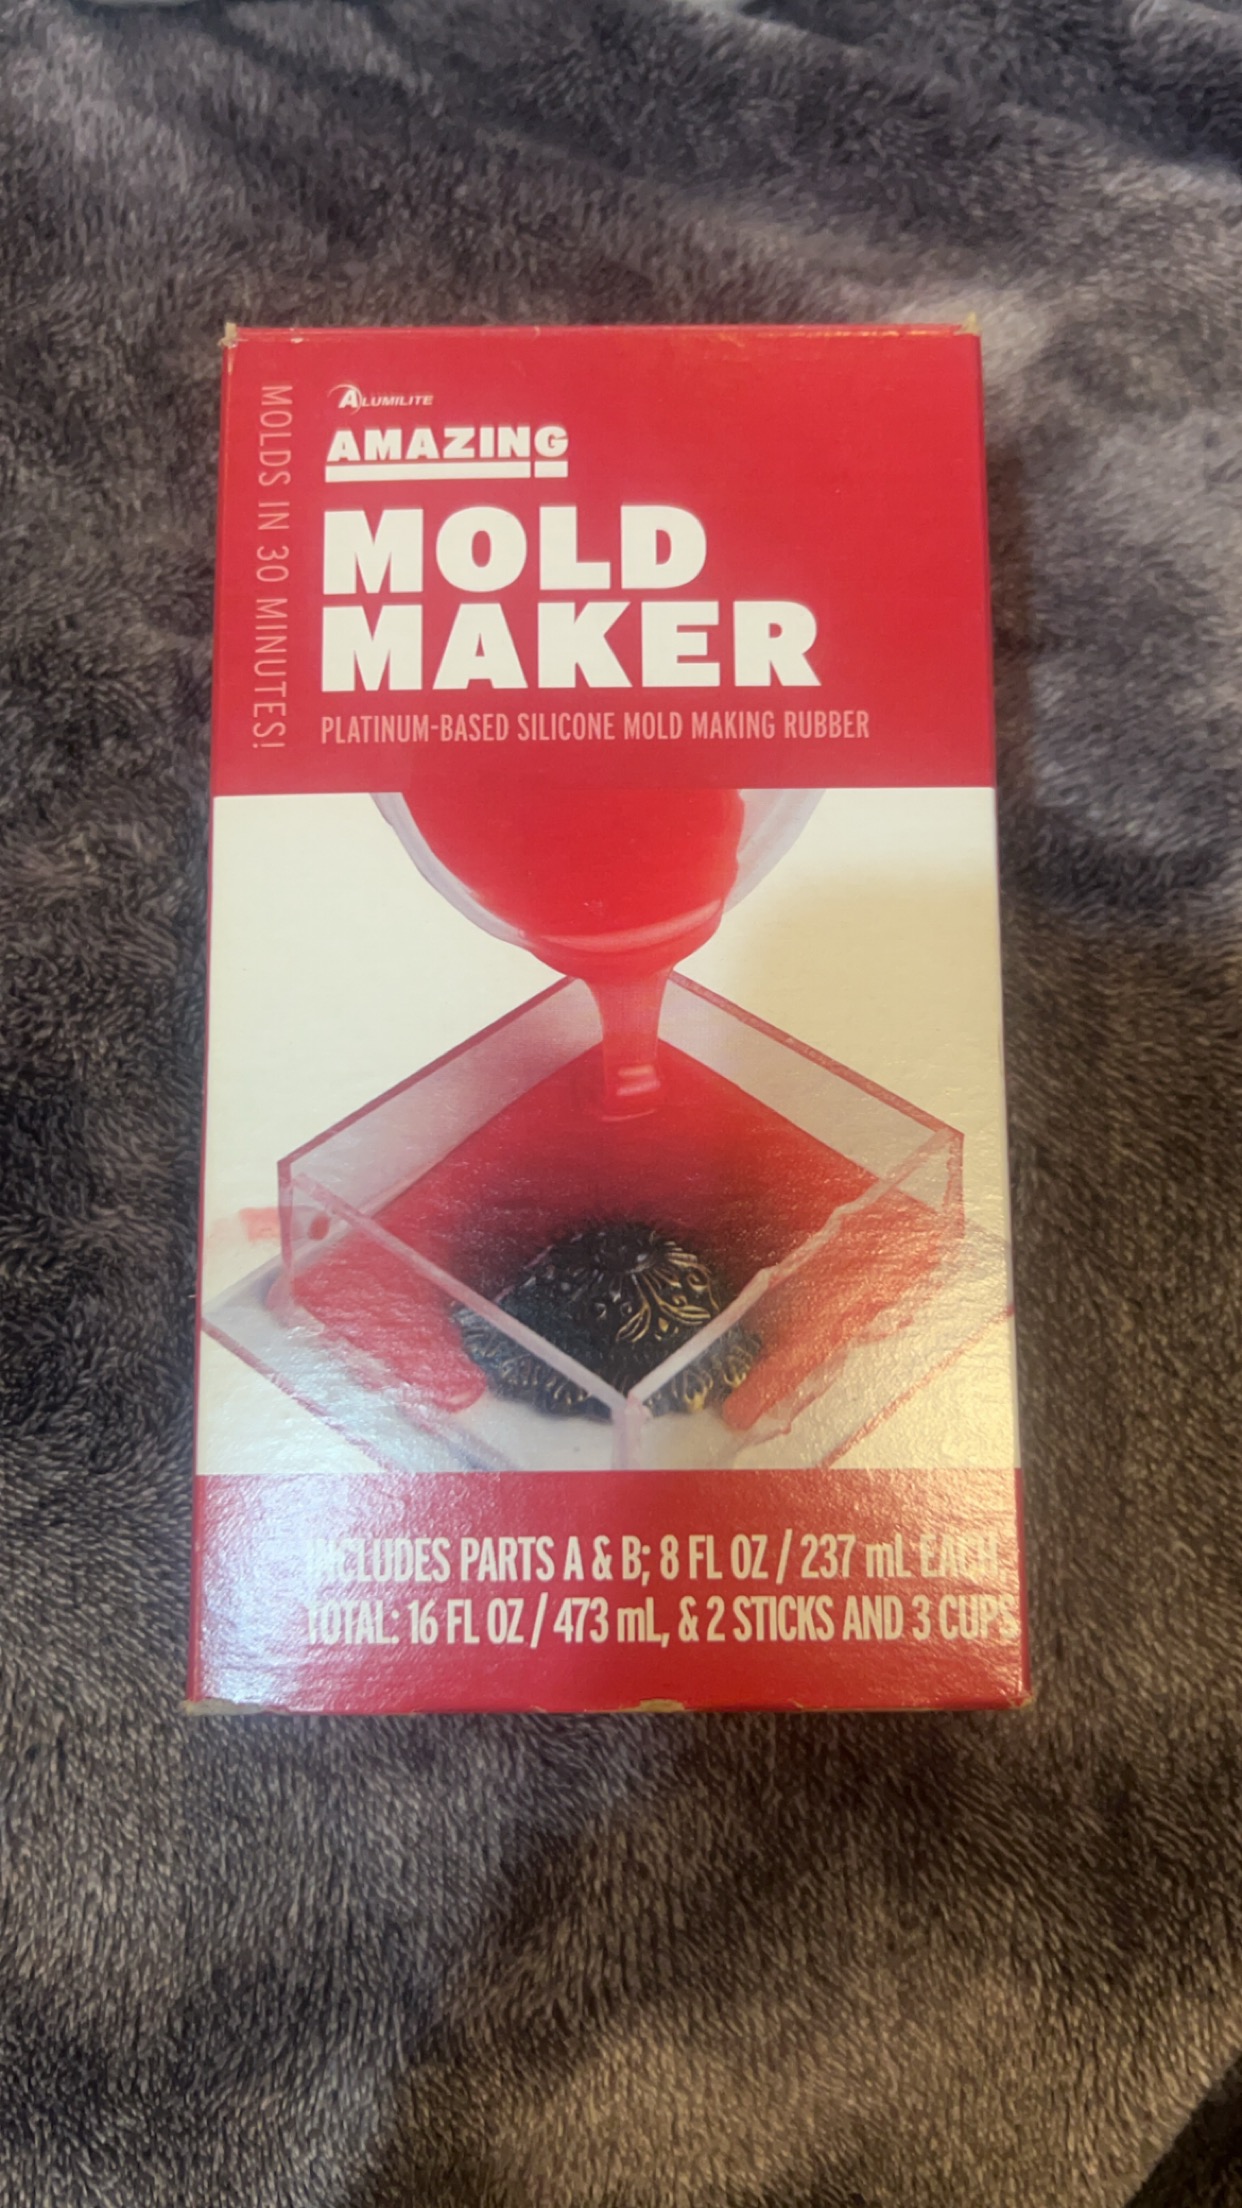 ALUMILITE
AMAZING
MOLD
MAKER
PLATINUM-BASED SILICONE MOLD MAKING RUBBER
MOLDS IN 30 MINUTES!
INCLUDES PARTS A & B; 8 FL OZ / 237 mL EACH,
TOTAL: 16 FL OZ / 473 mL, & 2 STICKS AND 3 CUPS